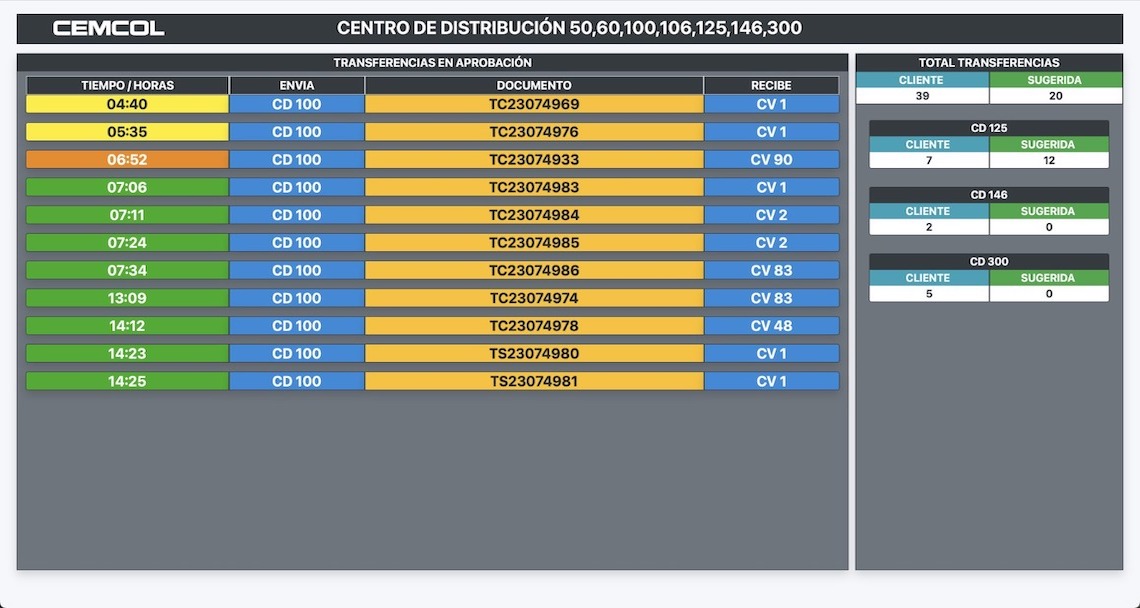 CEMCOL
CENTRO DE DISTRIBUCIÓN 50,60,100,106,125,146,300
TRANSFERENCIAS EN APROBACIÓN
TIEMPO / HORAS ENVIA DOCUMENTO RECIBE
04:40 CD 100 TC23074969 CV 1
05:35 CD 100 TC23074976 CV 1
06:52 CD 100 TC23074933 CV 90
07:06 CD 100 TC23074983 CV 1
07:11 CD 100 TC23074984 CV 2
07:24 CD 100 TC23074985 CV 2
07:34 CD 100 TC23074986 CV 83
13:09 CD 100 TC23074974 CV 83
14:12 CD 100 TC23074978 CV 48
14:23 CD 100 TS23074980 CV 1
14:25 CD 100 TS23074981 CV 1
TOTAL TRANSFERENCIAS
CLIENTE SUGERIDA
39 20
CD 125
CLIENTE SUGERIDA
7 12
CD 146
CLIENTE SUGERIDA
2 0
CD 300
CLIENTE SUGERIDA
5 0